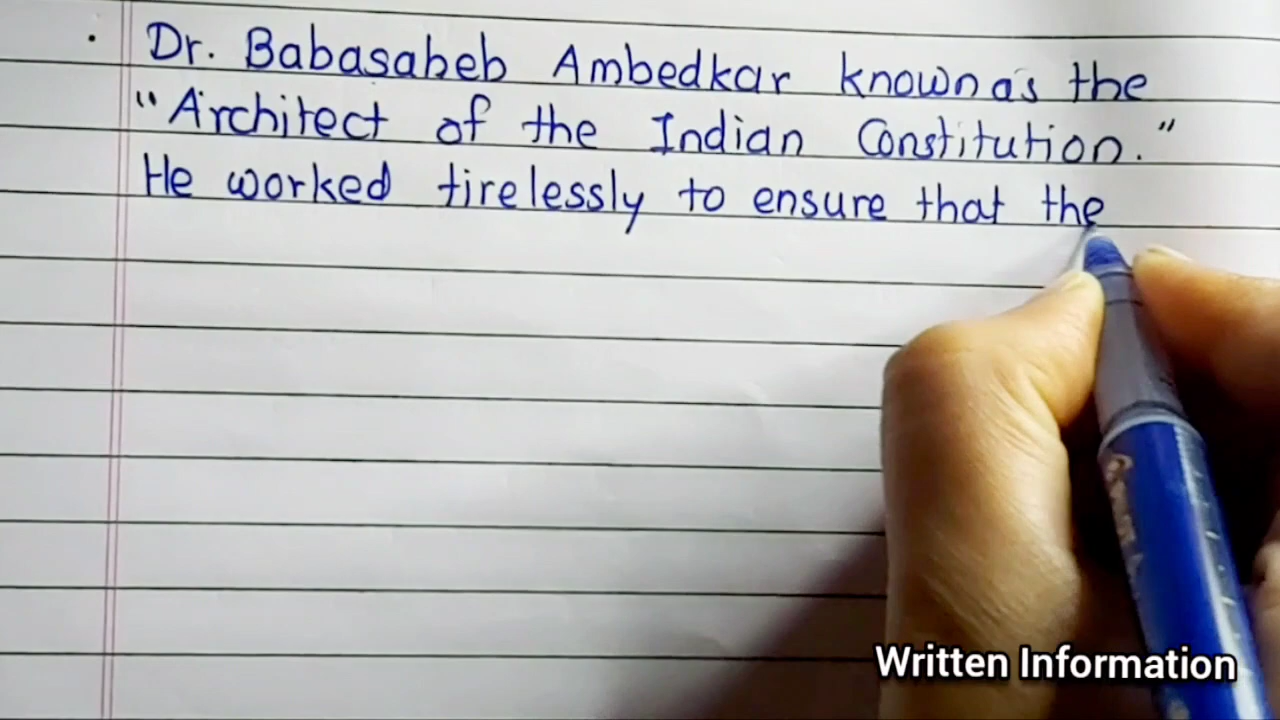 . Dr. Babasaheb Ambedkar known as the
"Architect of the Indian Constitution."
He worked tirelessly to ensure that the
Written Information